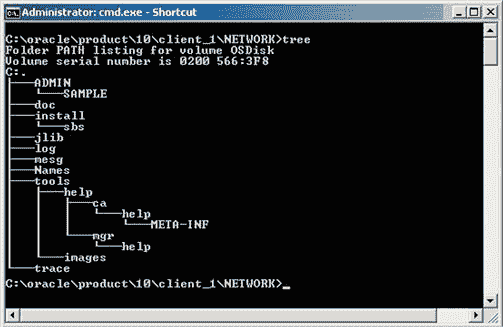 Administrator: cmd.exe - Shortcut
C:\oracle\product\10\client_1\NETWORK>tree
Folder PATH listing for volume OSDisk
Volume serial number is 0200 566:3F8
C:.
├───ADMIN
│   └───SAMPLE
├───doc
├───install
│   └───sbs
├───jlib
├───log
├───mesg
├───Names
├───tools
│   ├───help
│   │   ├───ca
│   │   │   └───help
│   │   │       └───META-INF
│   │   └───mgr
│   │       └───help
│   └───images
└───trace
C:\oracle\product\10\client_1\NETWORK>_